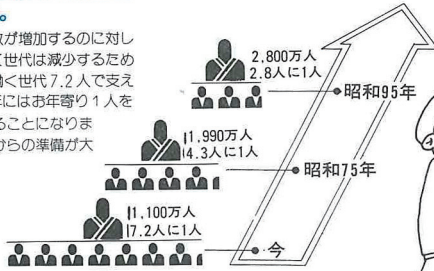 。
数が増加するのに対し
く世代は減少するため
働く世代7.2人で支え
年にはお年寄り1人を
ることになりま
からの準備が大
2,800万人
2.8人に1人
昭和95年
1,990万人
4.3人に1人
昭和75年
1,100万人
7.2人に1人
今